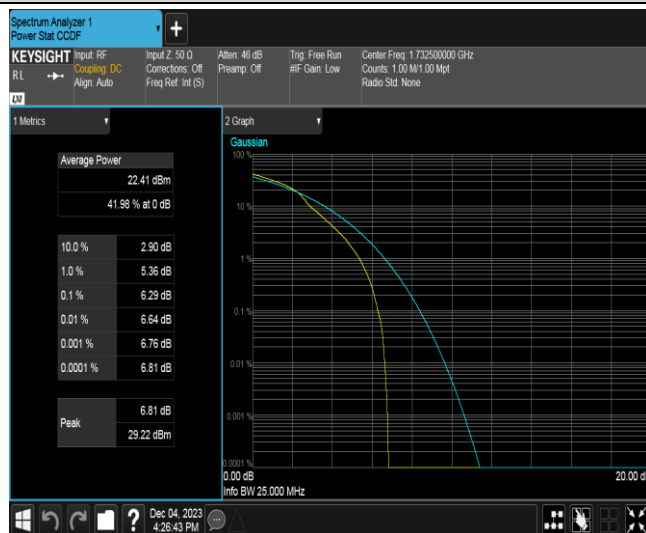 Spectrum Analyzer 1
Power Stat CCDF
KEYSIGHT Input: RF Input Z: 50 Ω Atten: 46 dB Trig: Free Run Center Freq: 1.732500000 GHz
RL Coupling: DC Corrections: Off Preamp: Off #IF Gain: Low Counts: 1.00 M/1.00 Mpt
Align: Auto Freq Ref: Int (S) Radio Std: None
LXI
1 Metrics
Average Power
22.41 dBm
41.98 % at 0 dB
10.0 % 2.90 dB
1.0 % 5.36 dB
0.1 % 6.29 dB
0.01 % 6.64 dB
0.001 % 6.76 dB
0.0001 % 6.81 dB
Peak 6.81 dB
29.22 dBm
2 Graph
Gaussian
100 %
10 %
1 %
0.1 %
0.01 %
0.001 %
0.0001 %
0.00 dB 20.00 d
Info BW 25.000 MHz
? Dec 04, 2023
4:26:43 PM